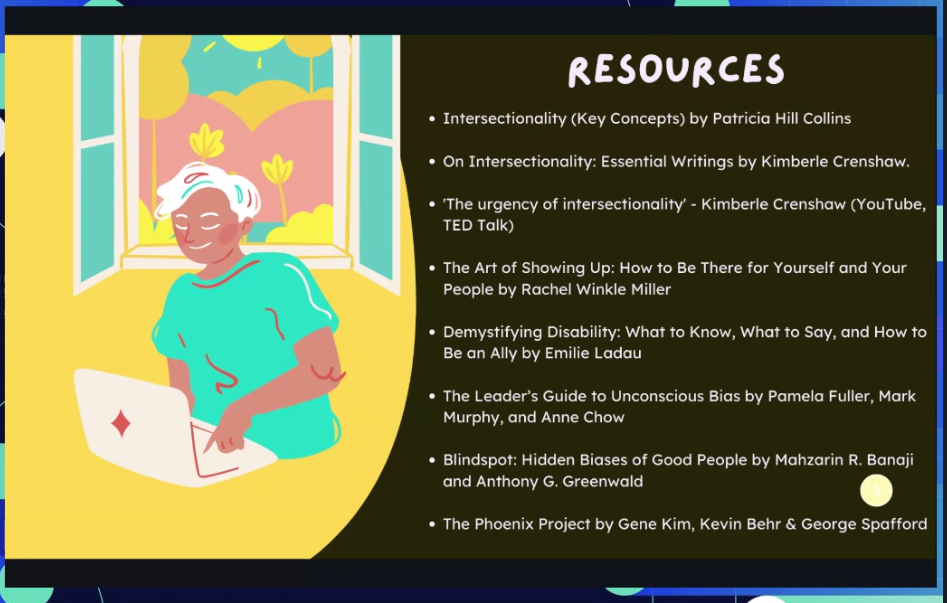 RESOURCES
• Intersectionality (Key Concepts) by Patricia Hill Collins
• On Intersectionality: Essential Writings by Kimberle Crenshaw.
• 'The urgency of intersectionality' - Kimberle Crenshaw (YouTube,
TED Talk)
• The Art of Showing Up: How to Be There for Yourself and Your
People by Rachel Winkle Miller
• Demystifying Disability: What to Know, What to Say, and How to
Be an Ally by Emilie Ladau
• The Leader’s Guide to Unconscious Bias by Pamela Fuller, Mark
Murphy, and Anne Chow
• Blindspot: Hidden Biases of Good People by Mahzarin R. Banaji
and Anthony G. Greenwald
• The Phoenix Project by Gene Kim, Kevin Behr & George Spafford